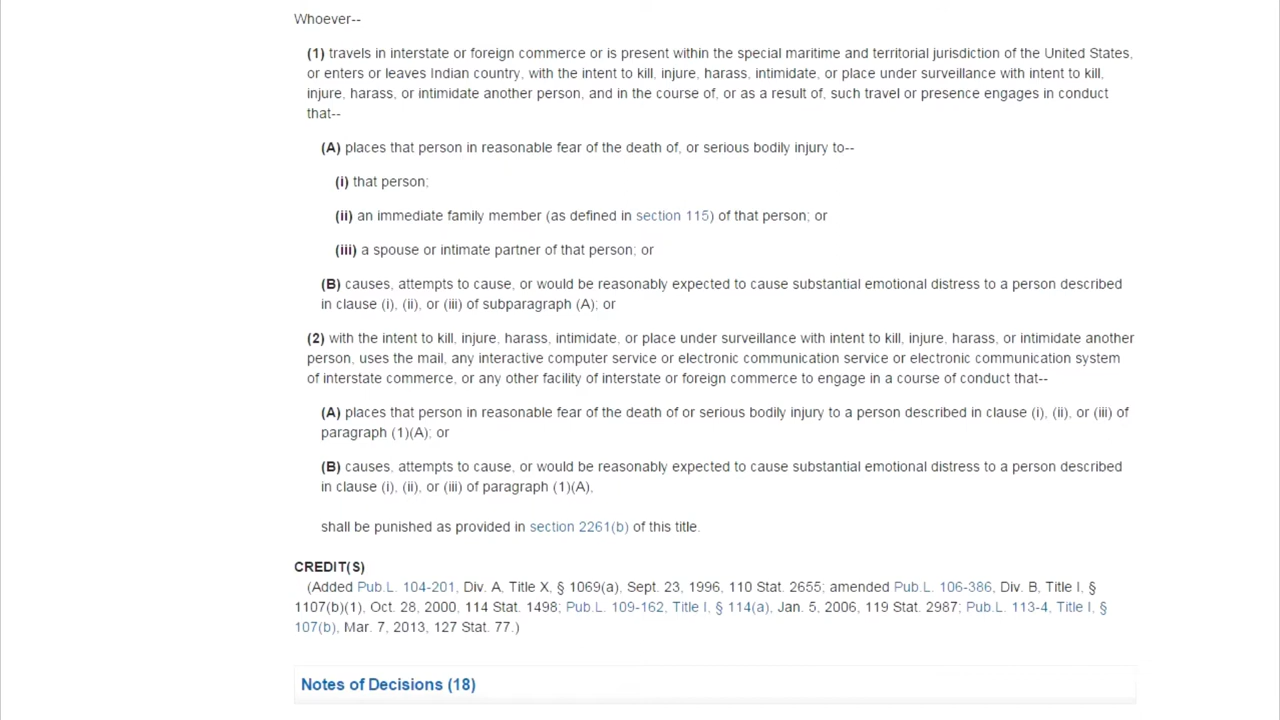 Whoever--
(1) travels in interstate or foreign commerce or is present within the special maritime and territorial jurisdiction of the United States,
or enters or leaves Indian country, with the intent to kill, injure, harass, intimidate, or place under surveillance with intent to kill,
injure, harass, or intimidate another person, and in the course of, or as a result of, such travel or presence engages in conduct
that--
(A) places that person in reasonable fear of the death of, or serious bodily injury to--
(i) that person;
(ii) an immediate family member (as defined in section 115) of that person; or
(iii) a spouse or intimate partner of that person; or
(B) causes, attempts to cause, or would be reasonably expected to cause substantial emotional distress to a person described
in clause (i), (ii), or (iii) of subparagraph (A); or
(2) with the intent to kill, injure, harass, intimidate, or place under surveillance with intent to kill, injure, harass, or intimidate another
person, uses the mail, any interactive computer service or electronic communication service or electronic communication system
of interstate commerce, or any other facility of interstate or foreign commerce to engage in a course of conduct that--
(A) places that person in reasonable fear of the death of or serious bodily injury to a person described in clause (i), (ii), or (iii) of
paragraph (1)(A); or
(B) causes, attempts to cause, or would be reasonably expected to cause substantial emotional distress to a person described
in clause (i), (ii), or (iii) of paragraph (1)(A),
shall be punished as provided in section 2261(b) of this title.
CREDIT(S)
(Added Pub.L. 104-201, Div. A, Title X, § 1069(a), Sept. 23, 1996, 110 Stat. 2655; amended Pub.L. 106-386, Div. B, Title I, §
1107(b)(1), Oct. 28, 2000, 114 Stat. 1498; Pub.L. 109-162, Title I, § 114(a), Jan. 5, 2006, 119 Stat. 2987; Pub.L. 113-4, Title I, §
107(b), Mar. 7, 2013, 127 Stat. 77.)
Notes of Decisions (18)